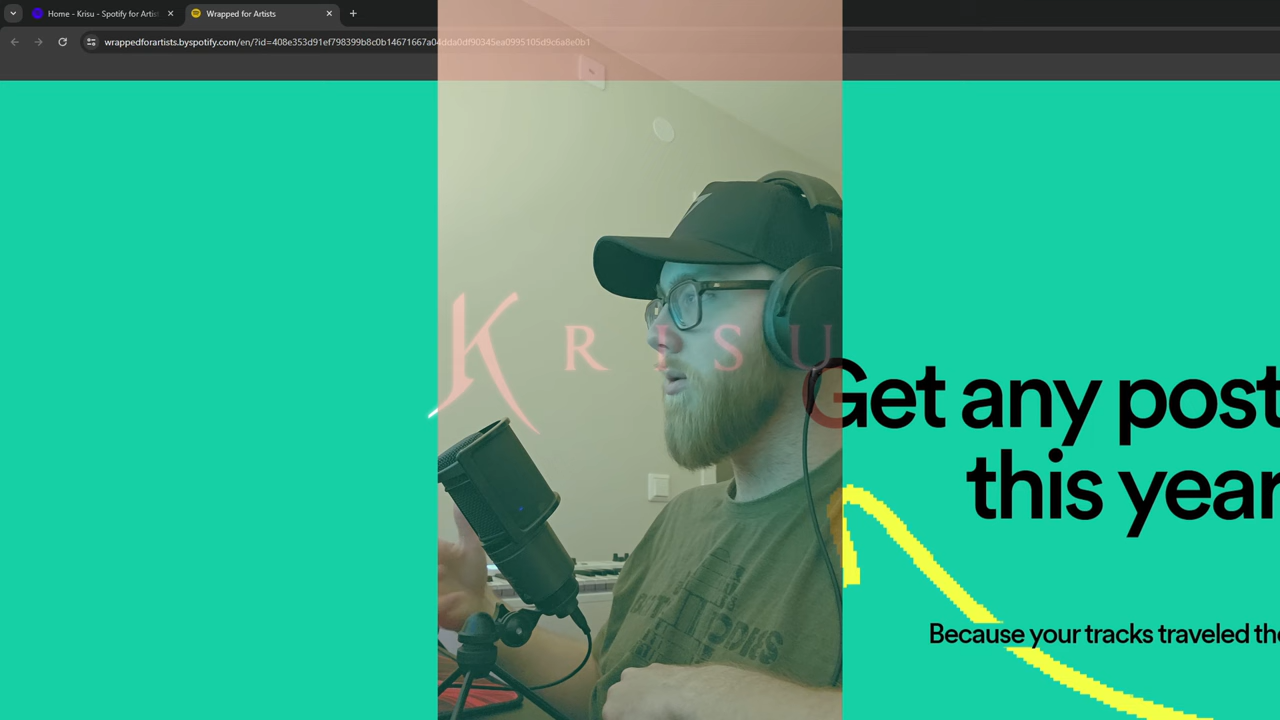 Home - Krisu - Spotify for Artis
Wrapped for Artists
wrappedforartists.byspotify.com/en/?id=408e353d91ef798399b8c0b14671667a04dda0df90345ea0995105d9c6a8e0b1
KRISU
Get any post
this year
Because your tracks traveled the